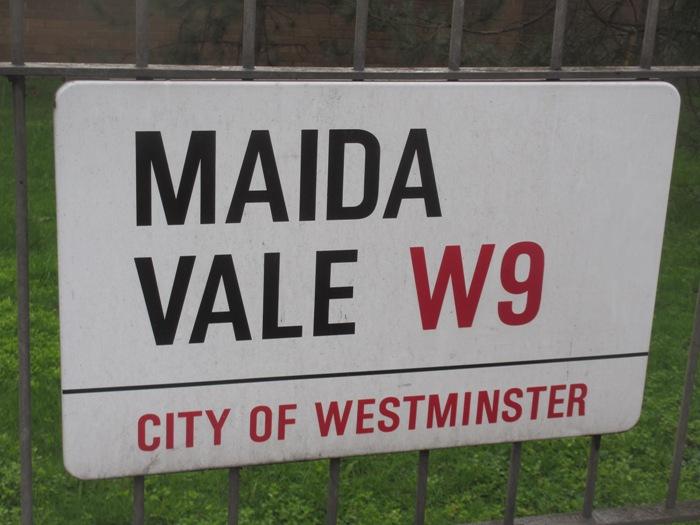 MAIDA
VALE W9
CITY OF WESTMINSTER